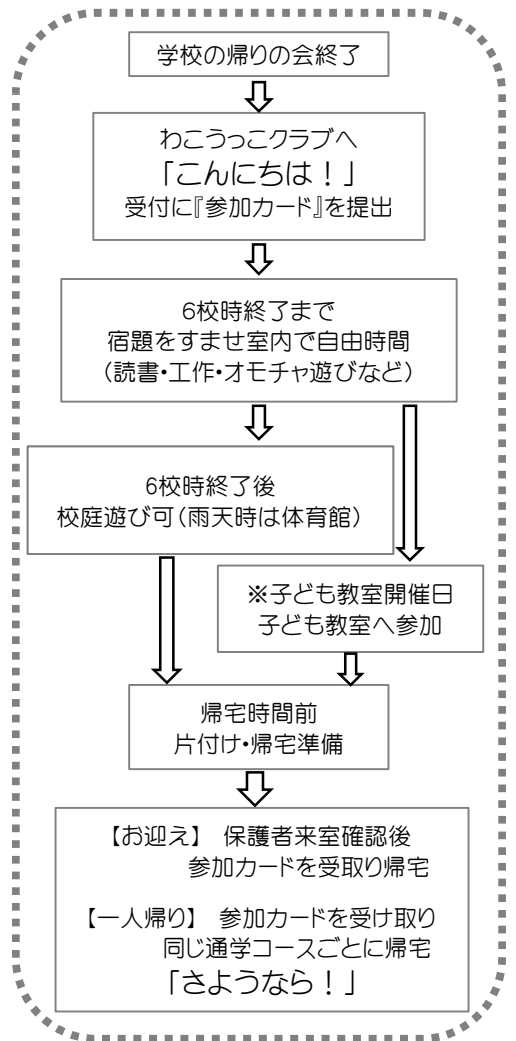 学校の帰りの会終了
わこうっこクラブへ
「こんにちは！」
受付に『参加カード』を提出
6校時終了まで
宿題をすませ室内で自由時間
（読書・工作・オモチャ遊びなど）
6校時終了後
校庭遊び可（雨天時は体育館）
※子ども教室開催日
子ども教室へ参加
帰宅時間前
片付け・帰宅準備
【お迎え】 保護者来室確認後
参加カードを受取り帰宅
【一人帰り】 参加カードを受け取り
同じ通学コースごとに帰宅
「さようなら！」